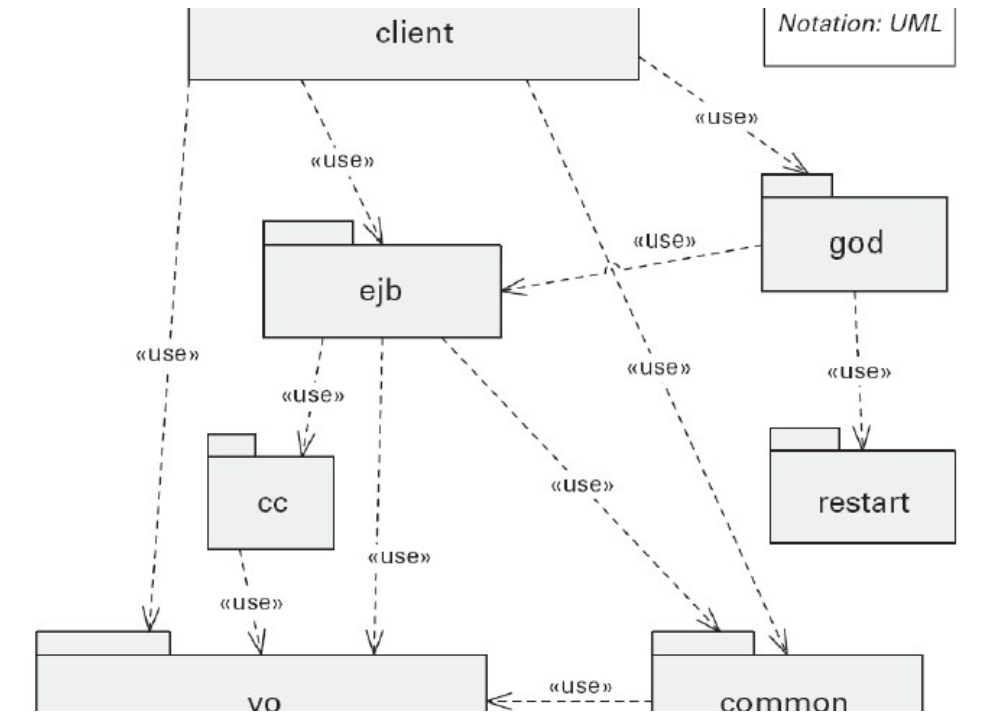 client
Notation: UML
«use»
«use»
god
«use»
ejb
«use»
«use»
«use»
«use»
«use»
cc
restart
«use»
«use»
«use»
«use»
vo
common